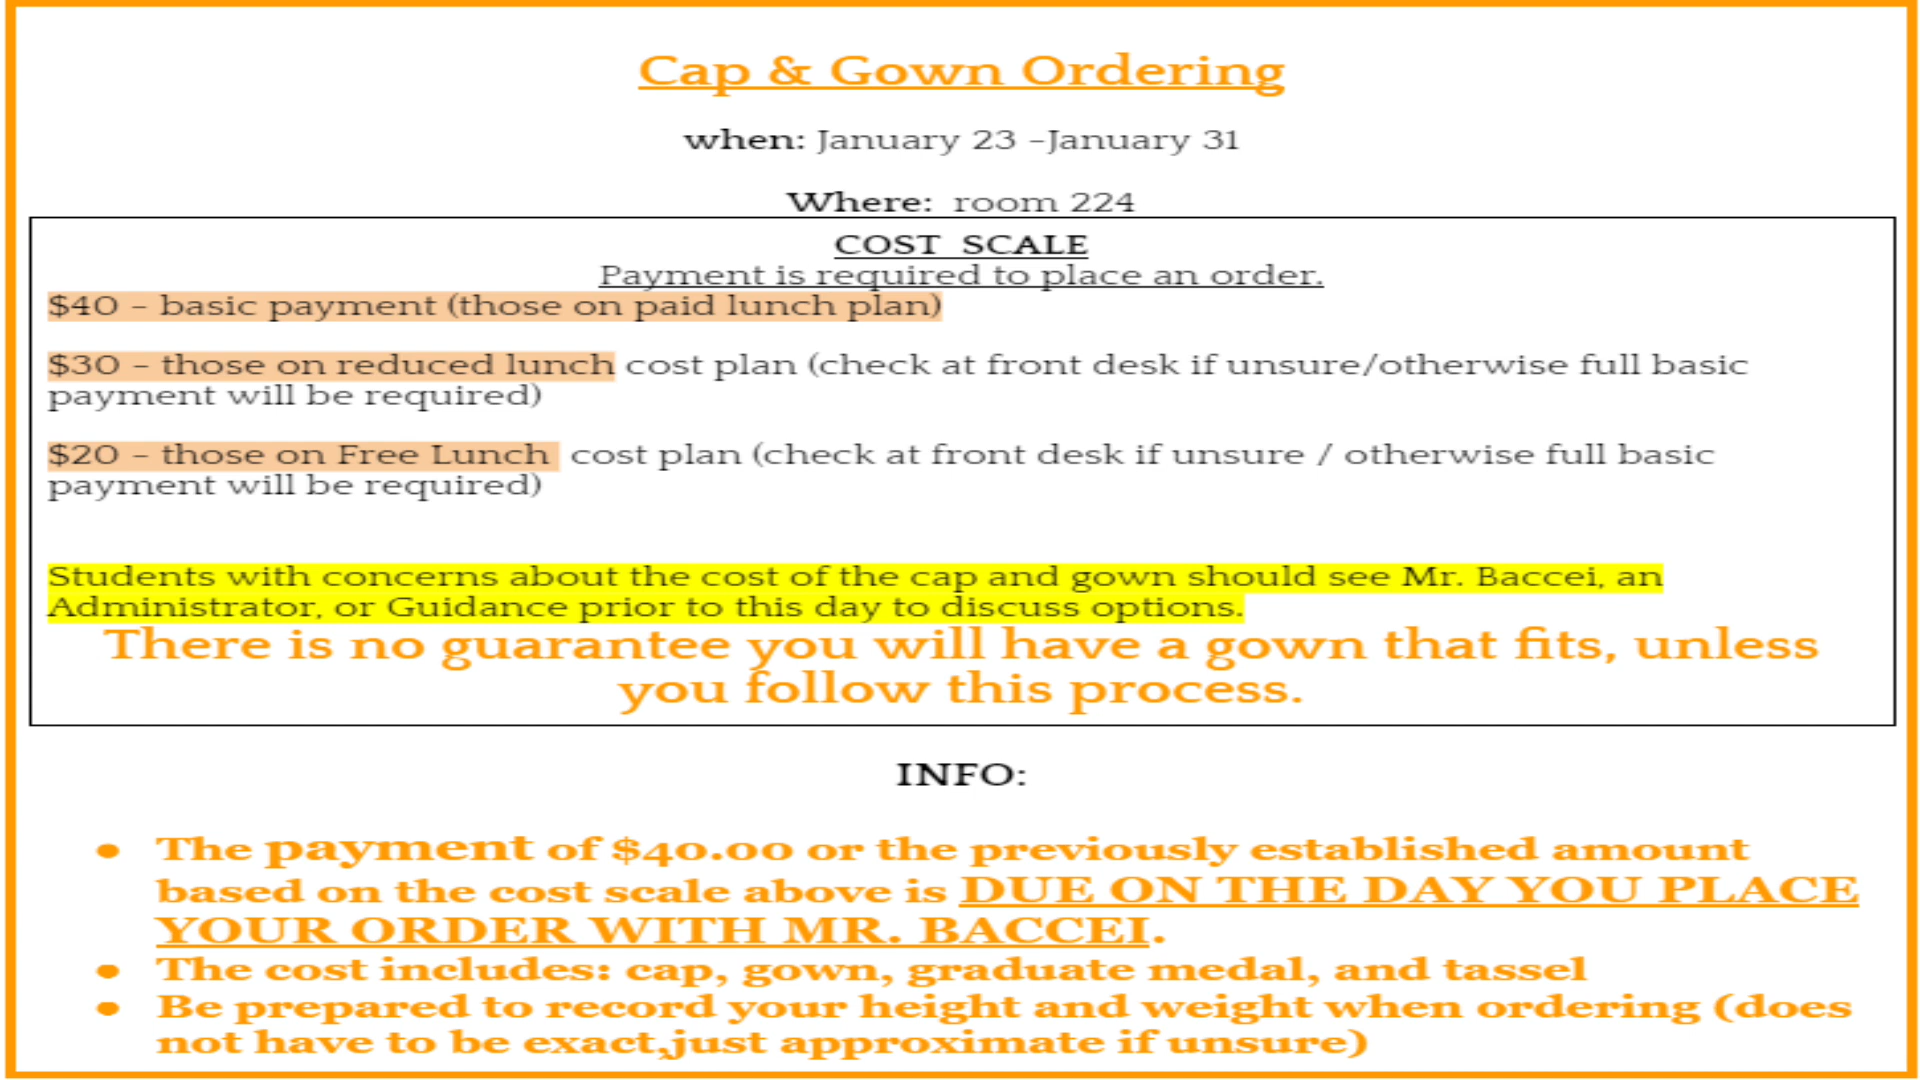 Cap & Gown Ordering
when: January 23 -January 31
Where: room 224
COST SCALE
Payment is required to place an order.
$40 - basic payment (those on paid lunch plan)
$30 - those on reduced lunch cost plan (check at front desk if unsure/otherwise full basic
payment will be required)
$20 - those on Free Lunch cost plan (check at front desk if unsure / otherwise full basic
payment will be required)
Students with concerns about the cost of the cap and gown should see Mr. Baccei, an
Administrator, or Guidance prior to this day to discuss options.
There is no guarantee you will have a gown that fits, unless
you follow this process.
INFO:
● The payment of $40.00 or the previously established amount
based on the cost scale above is DUE ON THE DAY YOU PLACE
YOUR ORDER WITH MR. BACCEI.
● The cost includes: cap, gown, graduate medal, and tassel
● Be prepared to record your height and weight when ordering (does
not have to be exact,just approximate if unsure)